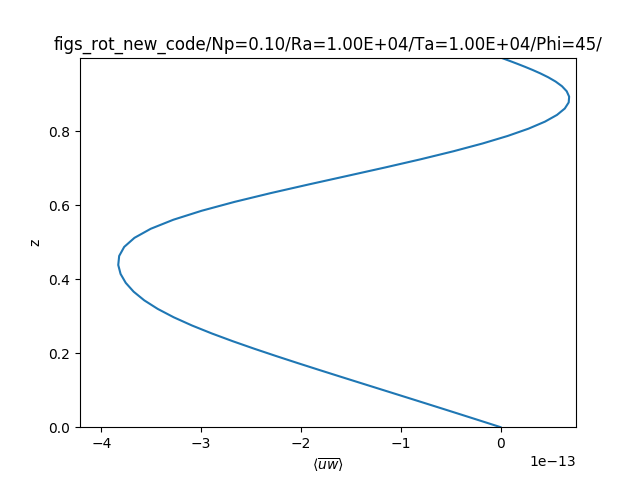 figs_rot_new_code/Np=0.10/Ra=1.00E+04/Ta=1.00E+04/Phi=45/
0.8
0.6
0.4
0.2
0.0
z
−4
−3
−2
−1
0
1e−13
⟨u̅w̅⟩